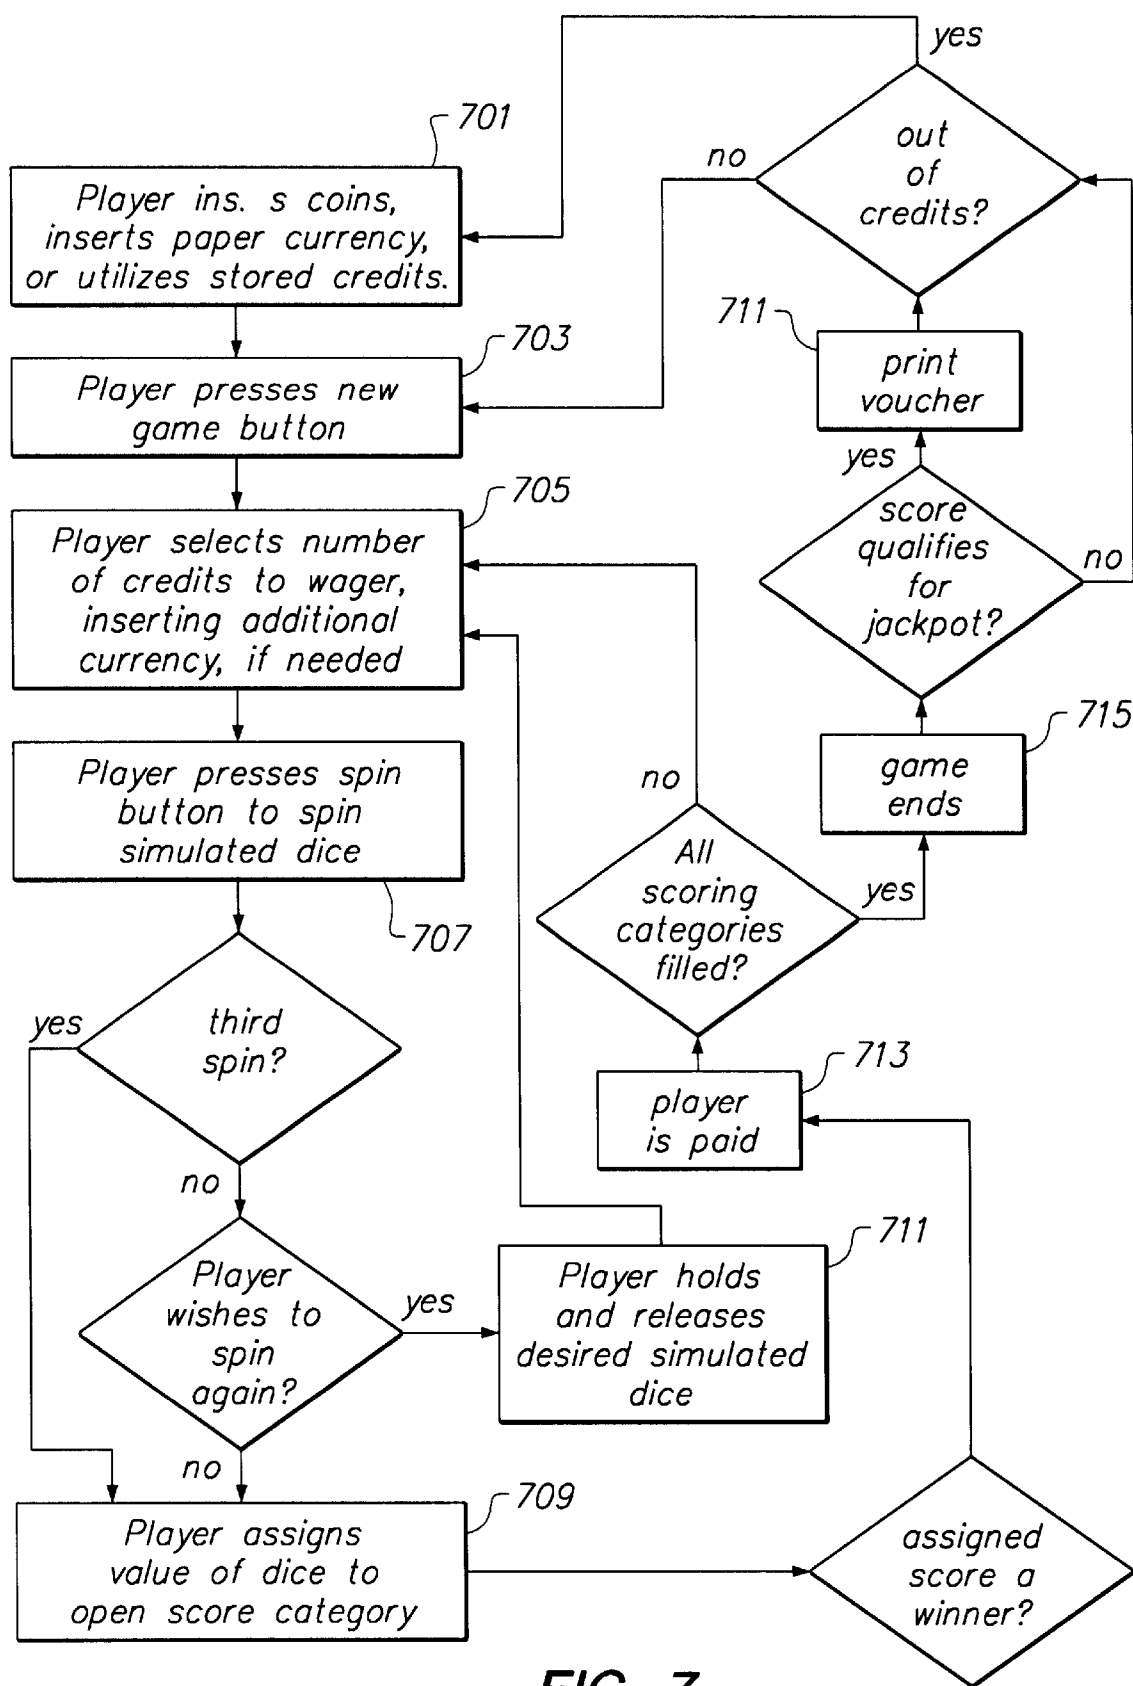 yes
out
of
credits?
no
701
Player ins. s coins,
inserts paper currency,
or utilizes stored credits.
703
Player presses new
game button
711
print
voucher
yes
score
qualifies
for
jackpot?
no
705
Player selects number
of credits to wager,
inserting additional
currency, if needed
715
game
ends
Player presses spin
button to spin
simulated dice
707
no
All
scoring
categories
filled?
yes
yes
third
spin?
no
713
player
is paid
Player
wishes to
spin
again?
yes
no
711
Player holds
and releases
desired simulated
dice
709
Player assigns
value of dice to
open score category
assigned
score a
winner?
FIG. 7